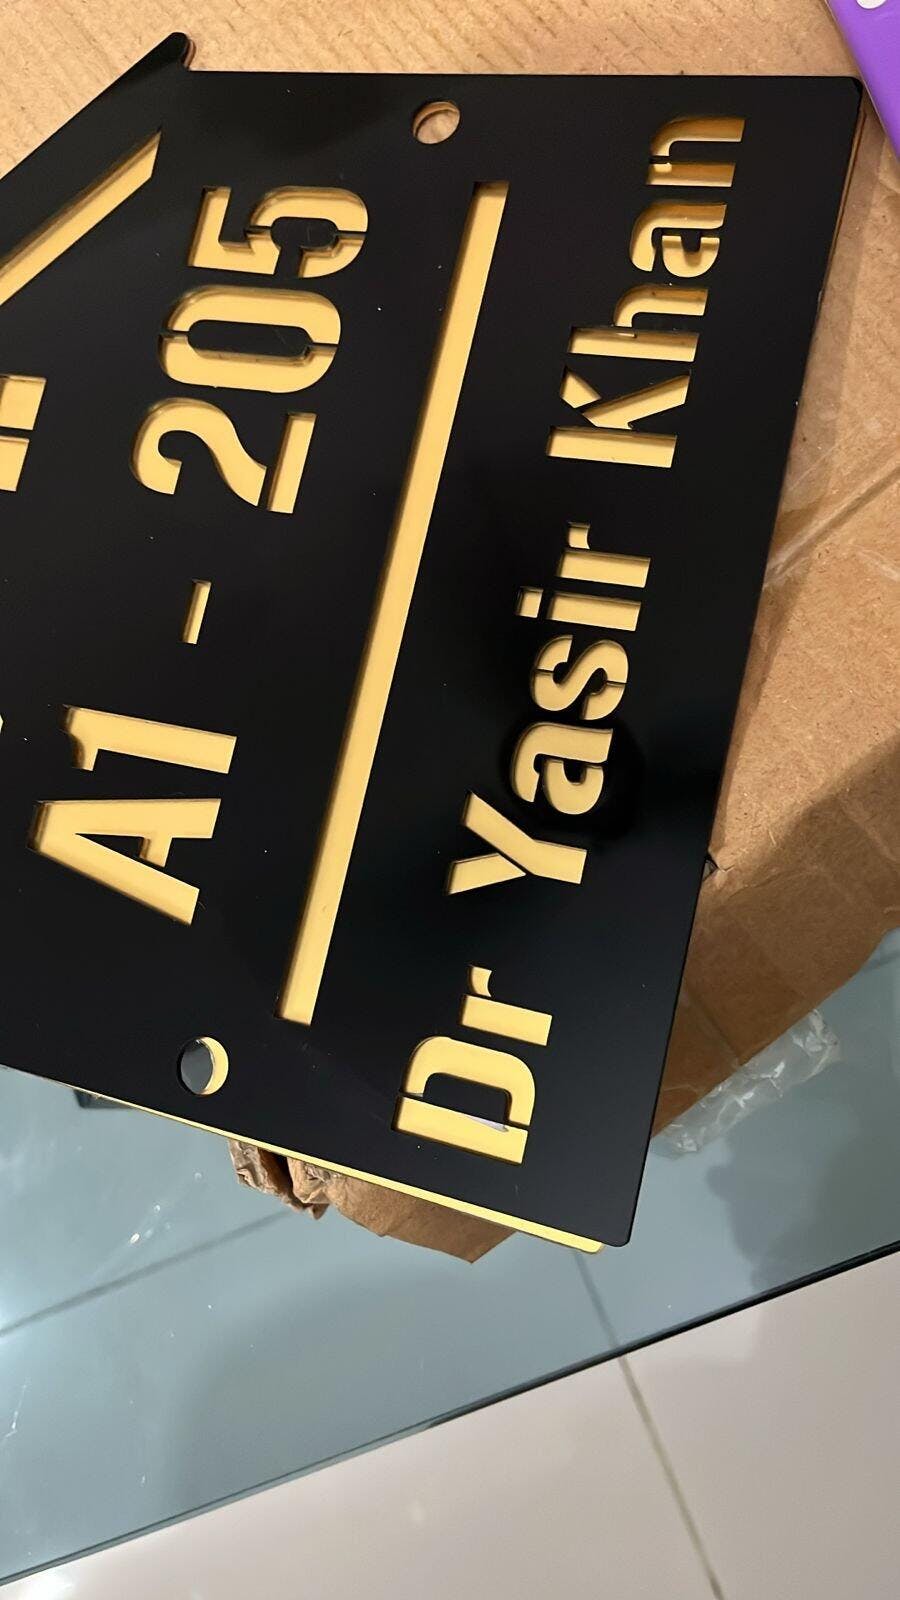 A1 - 205
Dr Yasir Khan